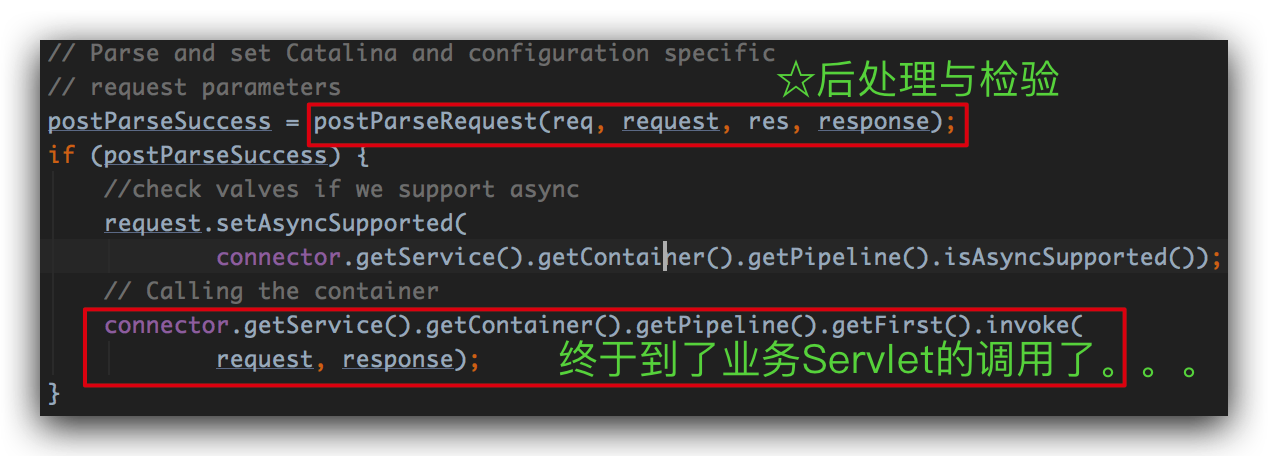 // Parse and set Catalina and configuration specific
// request parameters
☆后处理与检验
postParseSuccess = postParseRequest(req, request, res, response);
if (postParseSuccess) {
//check valves if we support async
request.setAsyncSupported(
connector.getService().getContainer().getPipeline().isAsyncSupported());
// Calling the container
connector.getService().getContainer().getPipeline().getFirst().invoke(
request, response);
终于到了业务Servlet的调用了。。。
}